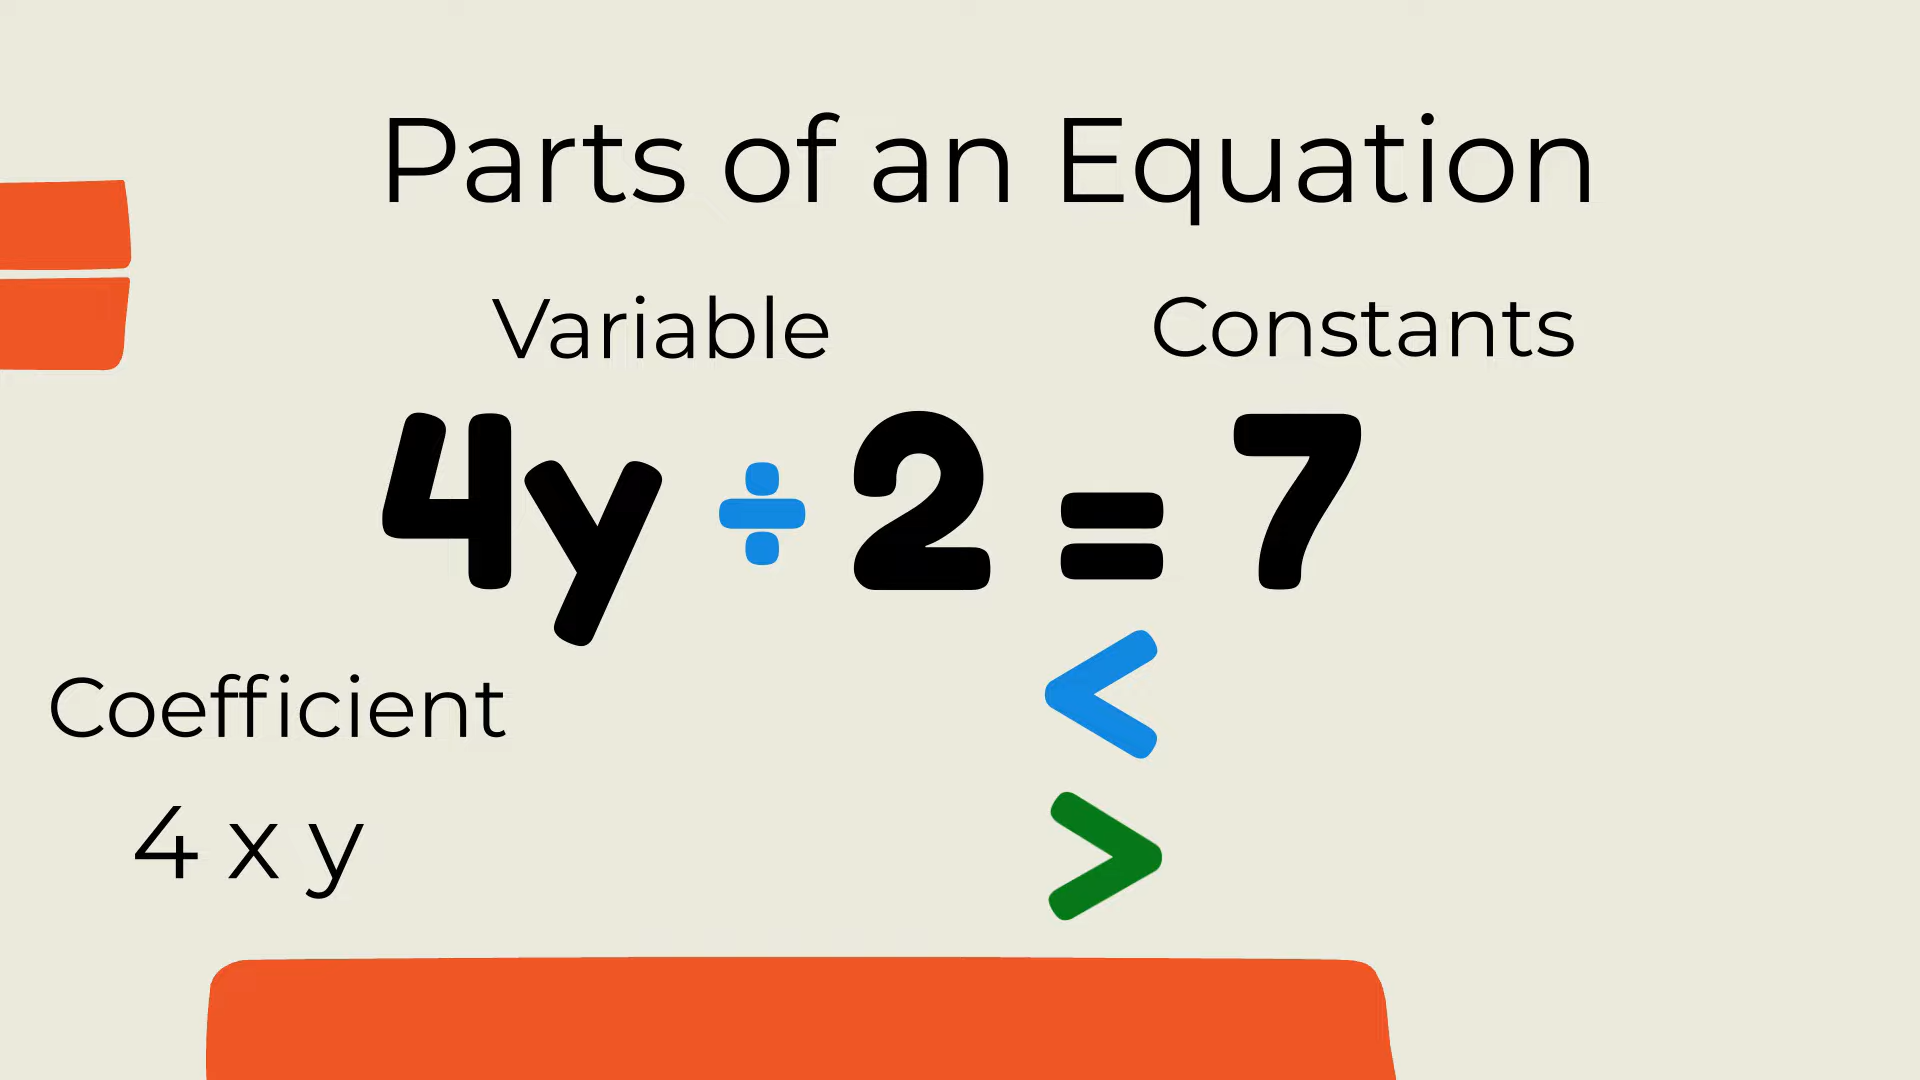 Parts of an Equation
Variable Constants
4y ÷ 2 = 7
<
Coefficient
4 x y
>